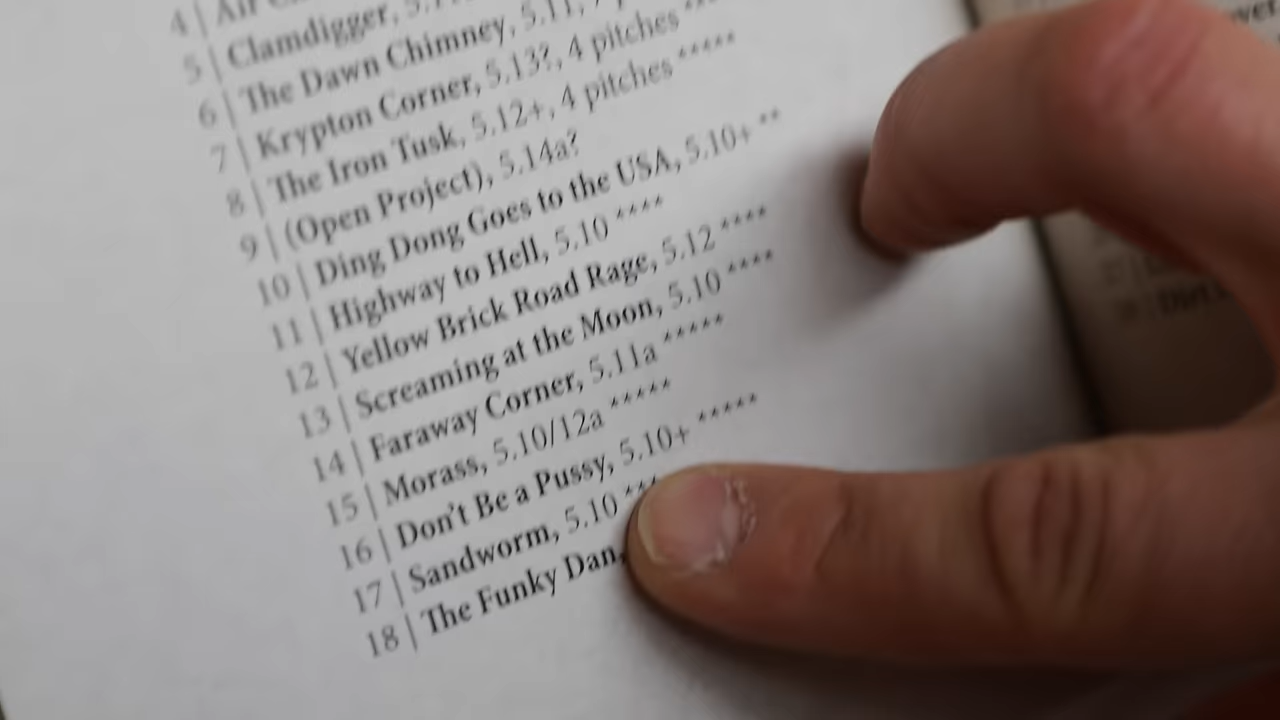 4 | Air
5 | Clamdigger,
6 | The Dawn Chimney, 5.11,
7 | Krypton Corner, 5.13?, 4 pitches
8 | The Iron Tusk, 5.12+, 4 pitches *****
9 | (Open Project), 5.14a?
10 | Ding Dong Goes to the USA, 5.10+ **
11 | Highway to Hell, 5.10 ****
12 | Yellow Brick Road Rage, 5.12 ****
13 | Screaming at the Moon, 5.10 ****
14 | Faraway Corner, 5.11a *****
15 | Morass, 5.10/12a *****
16 | Don't Be a Pussy, 5.10+ *****
17 | Sandworm, 5.10 ***
18 | The Funky Dan,